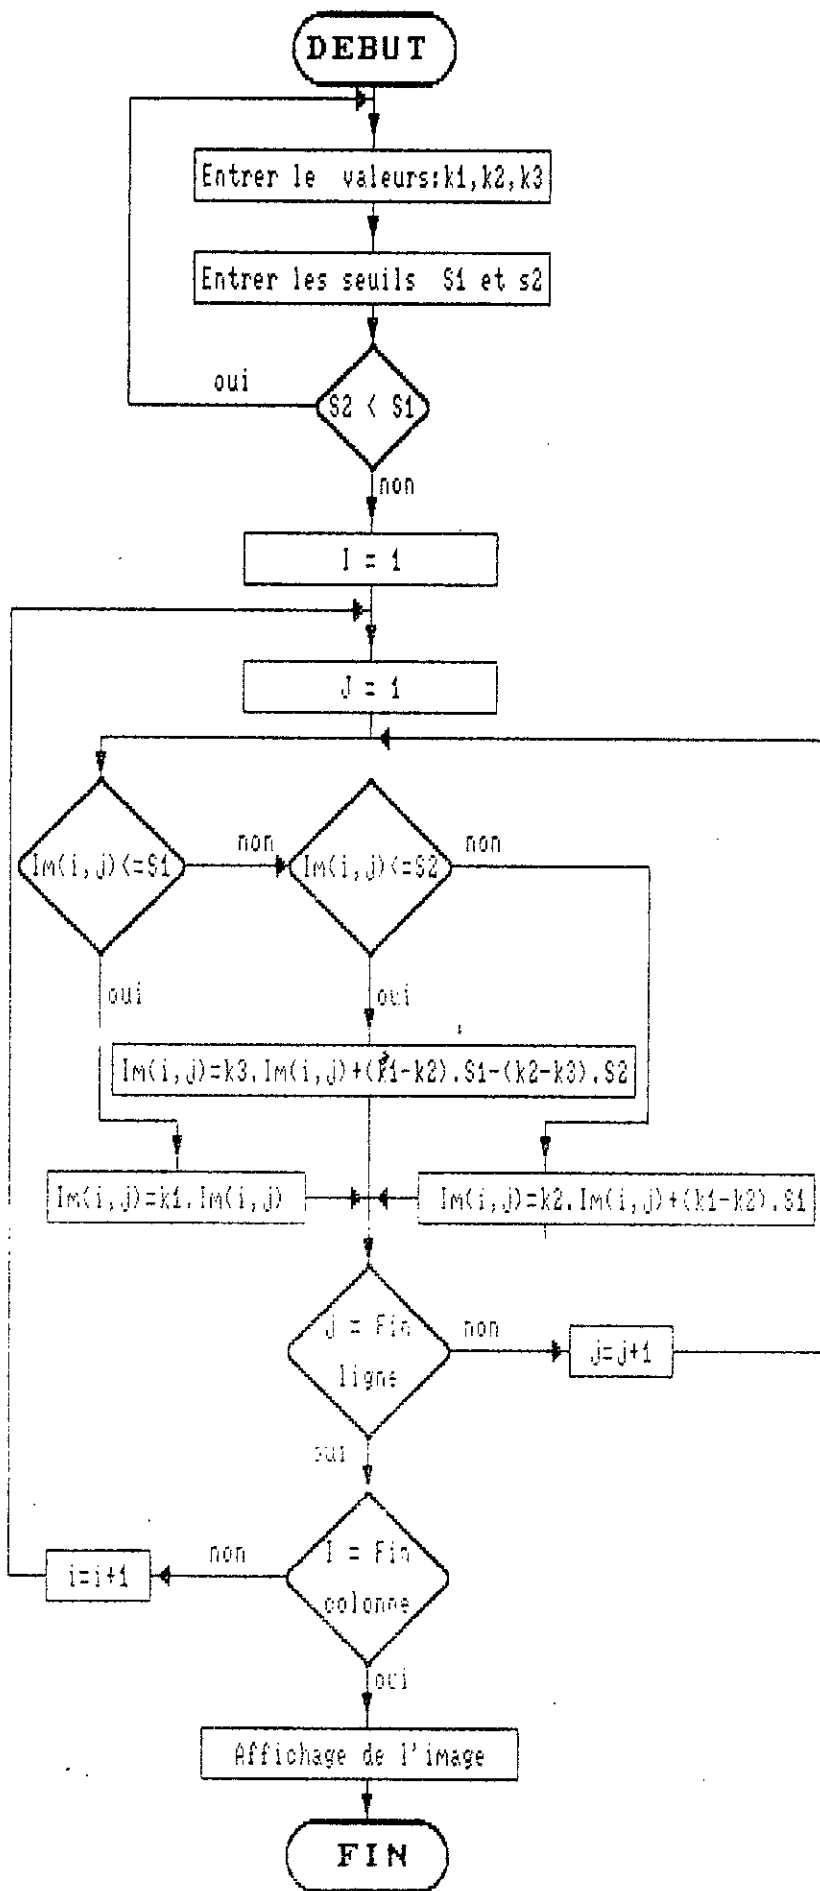 DEBUT
Entrer le valeurs:k1,k2,k3
Entrer les seuils S1 et s2
oui
S2 < S1
non
I = 1
J = 1
Im(i,j)<=S1
non
Im(i,j)<=S2
non
oui
oui
Im(i,j)=k3.Im(i,j)+(k1-k2).S1-(k2-k3).S2
Im(i,j)=k1.Im(i,j)
Im(i,j)=k2.Im(i,j)+(k1-k2).S1
j = Fin
ligne
non
j=j+1
oui
I = Fin
colonne
non
i=i+1
oui
Affichage de l'image
FIN